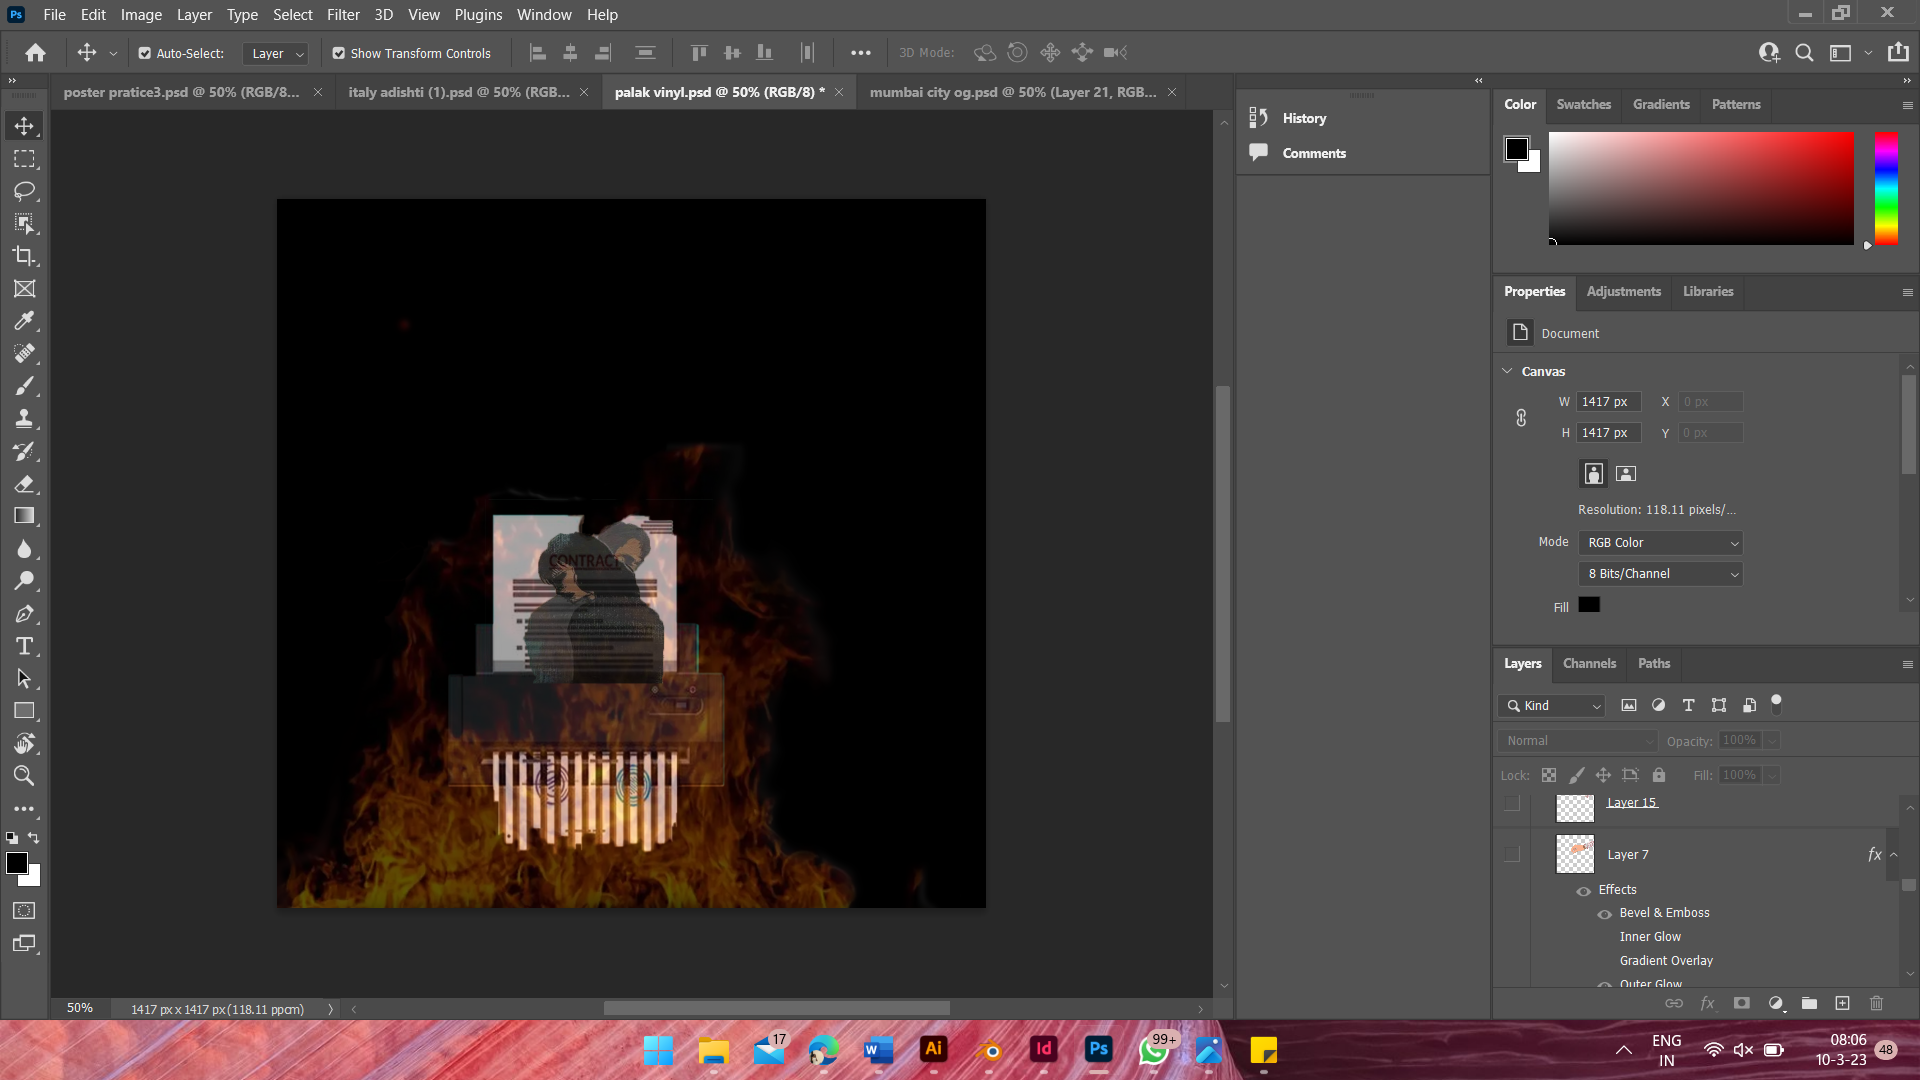 Ps File Edit Image Layer Type Select Filter 3D View Plugins Window Help
Auto-Select: Layer Show Transform Controls 3D Mode:
poster pratice3.psd @ 50% (RGB/8... italy adishti (1).psd @ 50% (RGB... palak vinyl.psd @ 50% (RGB/8) * mumbai city og.psd @ 50% (Layer 21, RGB...
History
Comments
Color Swatches Gradients Patterns
Properties Adjustments Libraries
Document
Canvas
W 1417 px X 0 px
H 1417 px Y 0 px
Resolution: 118.11 pixels/...
Mode RGB Color
8 Bits/Channel
Fill
CONTRACT
Layers Channels Paths
Kind
Normal Opacity: 100%
Lock: Fill: 100%
Layer 15
Layer 7 fx
Effects
Bevel & Emboss
Inner Glow
Gradient Overlay
Outer Glow
fx
50% 1417 px x 1417 px (118.11 ppcm)
17 W Ai Id Ps 99+
ENG
IN
08:06
10-3-23
48